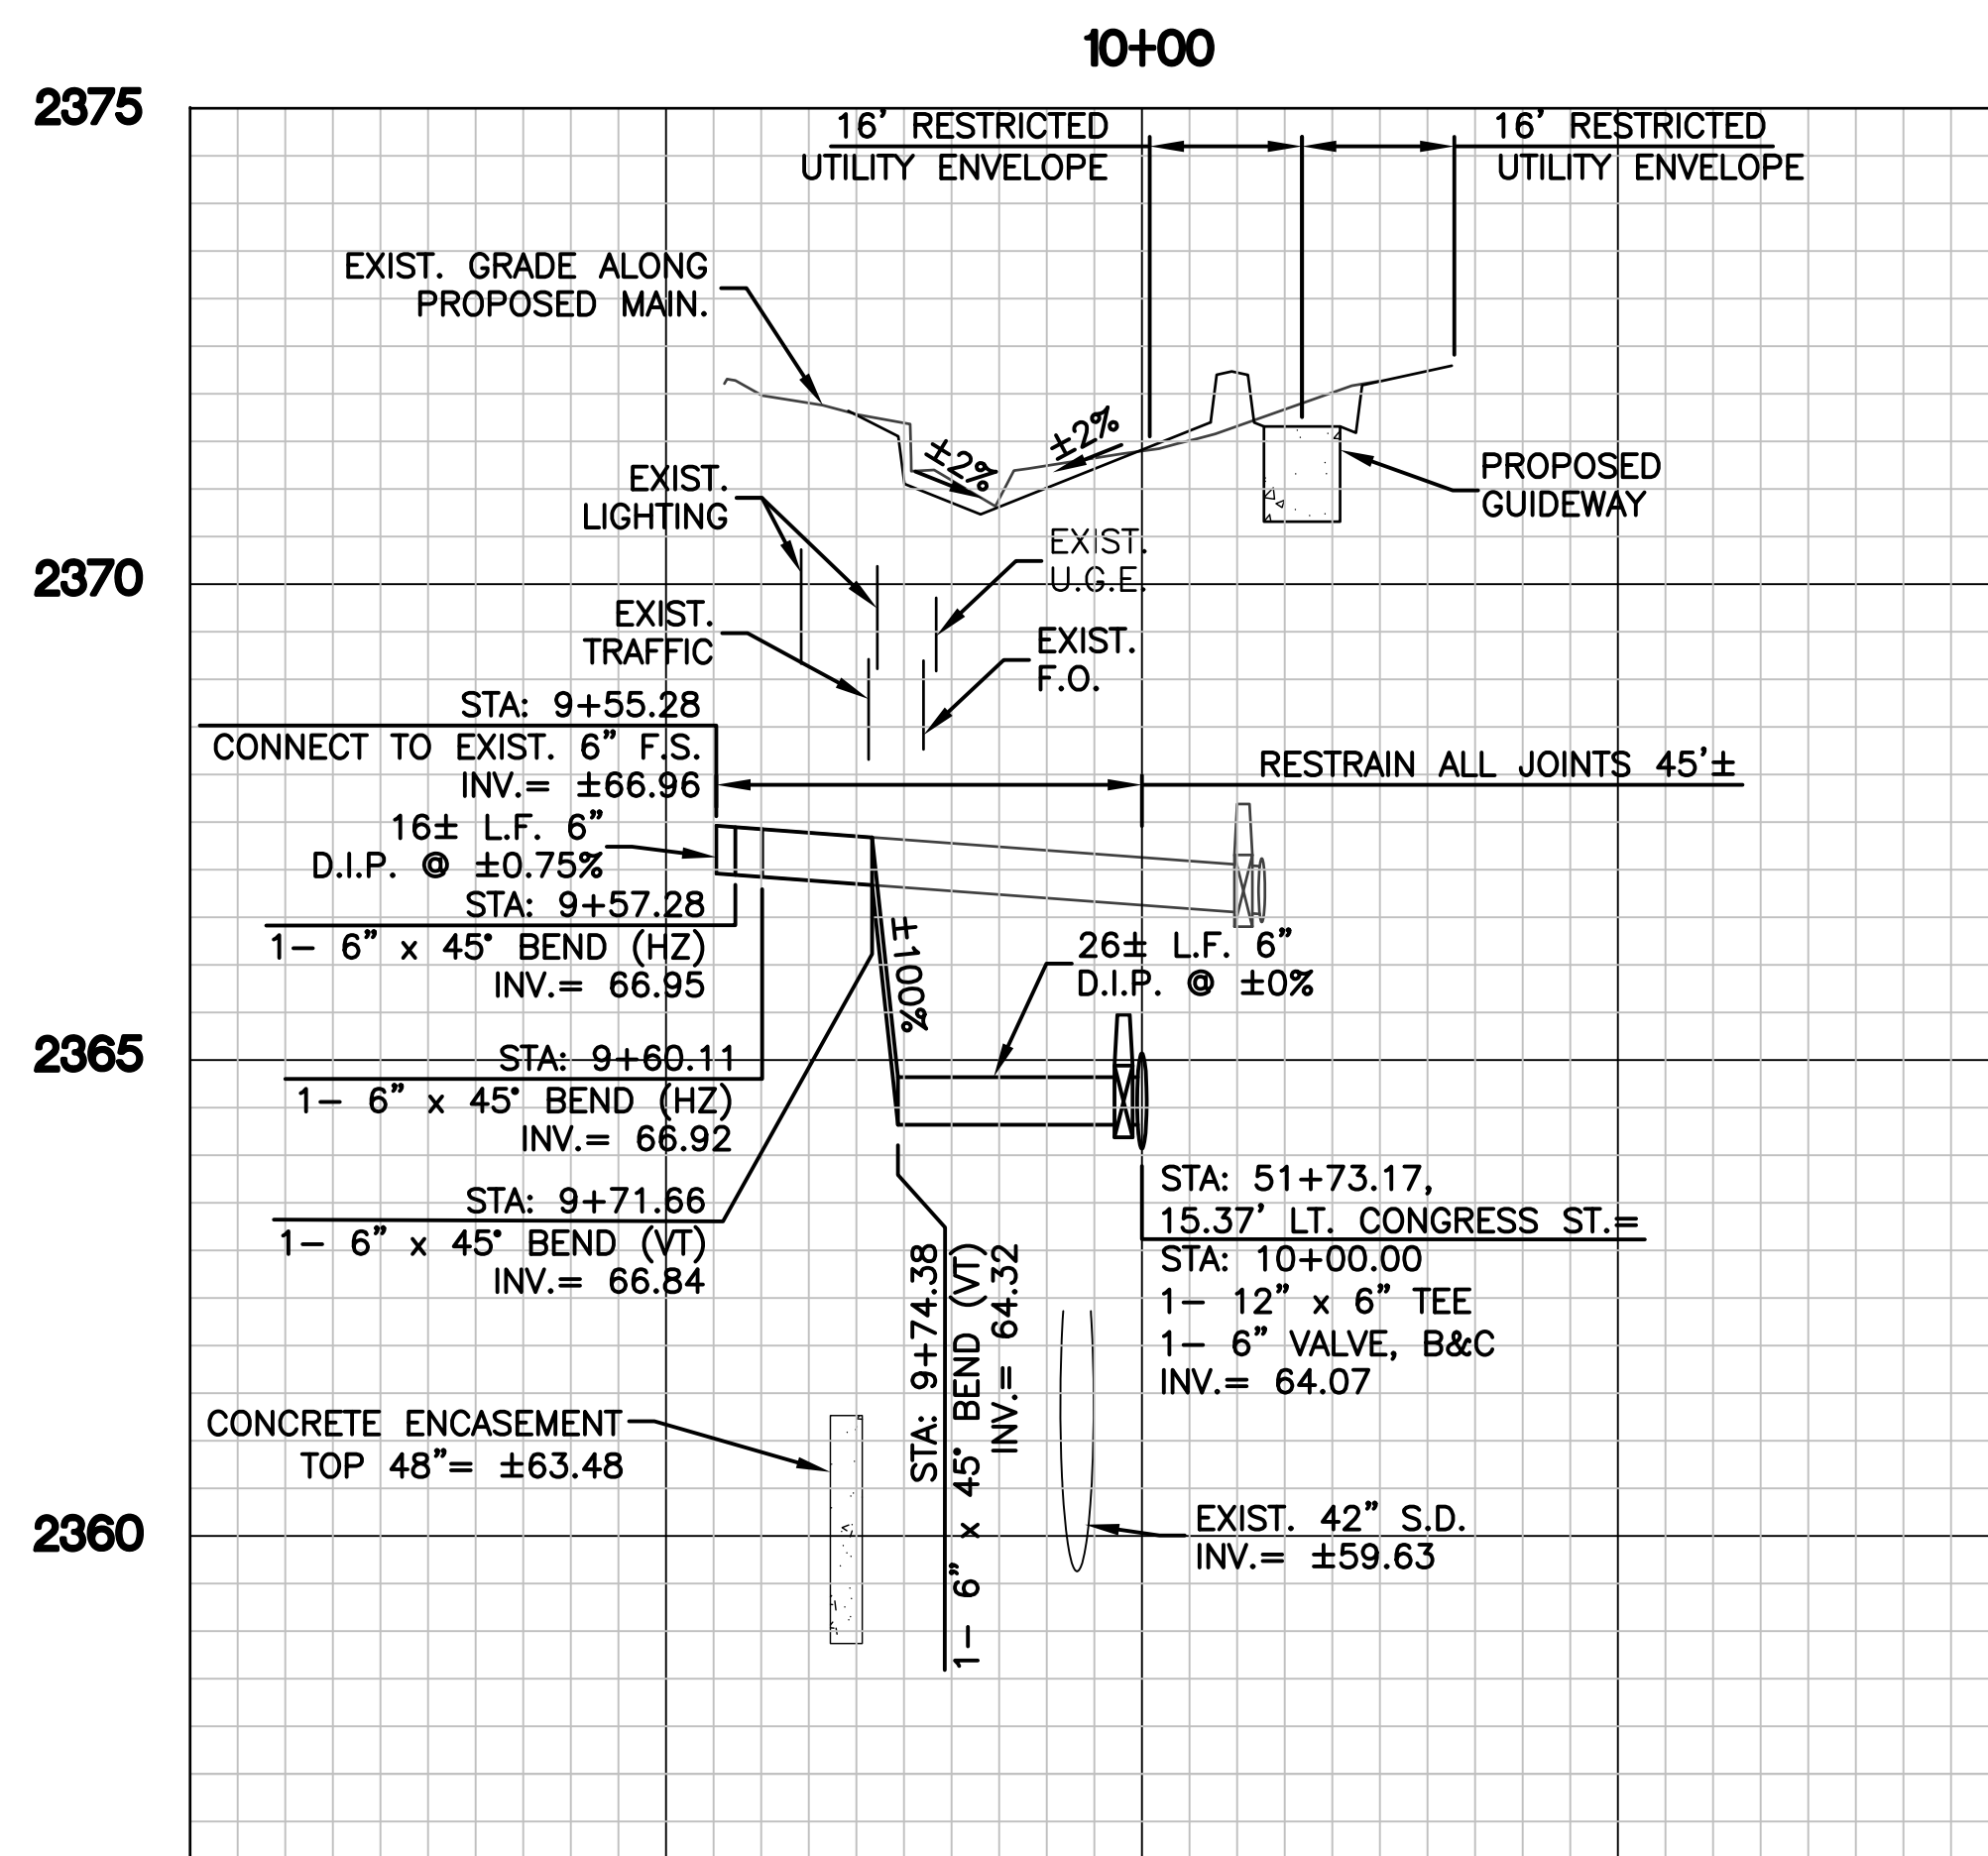 10+00
2375
16' RESTRICTED
UTILITY ENVELOPE
16' RESTRICTED
UTILITY ENVELOPE
EXIST. GRADE ALONG
PROPOSED MAIN.
±2%
±2%
EXIST.
LIGHTING
PROPOSED
GUIDEWAY
EXIST.
U.G.E.
2370
EXIST.
TRAFFIC
EXIST.
F.O.
STA: 9+55.28
CONNECT TO EXIST. 6" F.S.
INV.= ±66.96
RESTRAIN ALL JOINTS 45'±
16± L.F. 6"
D.I.P. @ ±0.75%
STA: 9+57.28
1- 6" x 45° BEND (HZ)
INV.= 66.95
±100%
26± L.F. 6"
D.I.P. @ ±0%
2365
STA: 9+60.11
1- 6" x 45° BEND (HZ)
INV.= 66.92
STA: 9+71.66
1- 6" x 45° BEND (VT)
INV.= 66.84
STA: 9+74.38
1- 6" x 45° BEND (VT)
INV.= 64.32
STA: 51+73.17,
15.37' LT. CONGRESS ST.=
STA: 10+00.00
1- 12" x 6" TEE
1- 6" VALVE, B&C
INV.= 64.07
CONCRETE ENCASEMENT
TOP 48"= ±63.48
2360
EXIST. 42" S.D.
INV.= ±59.63